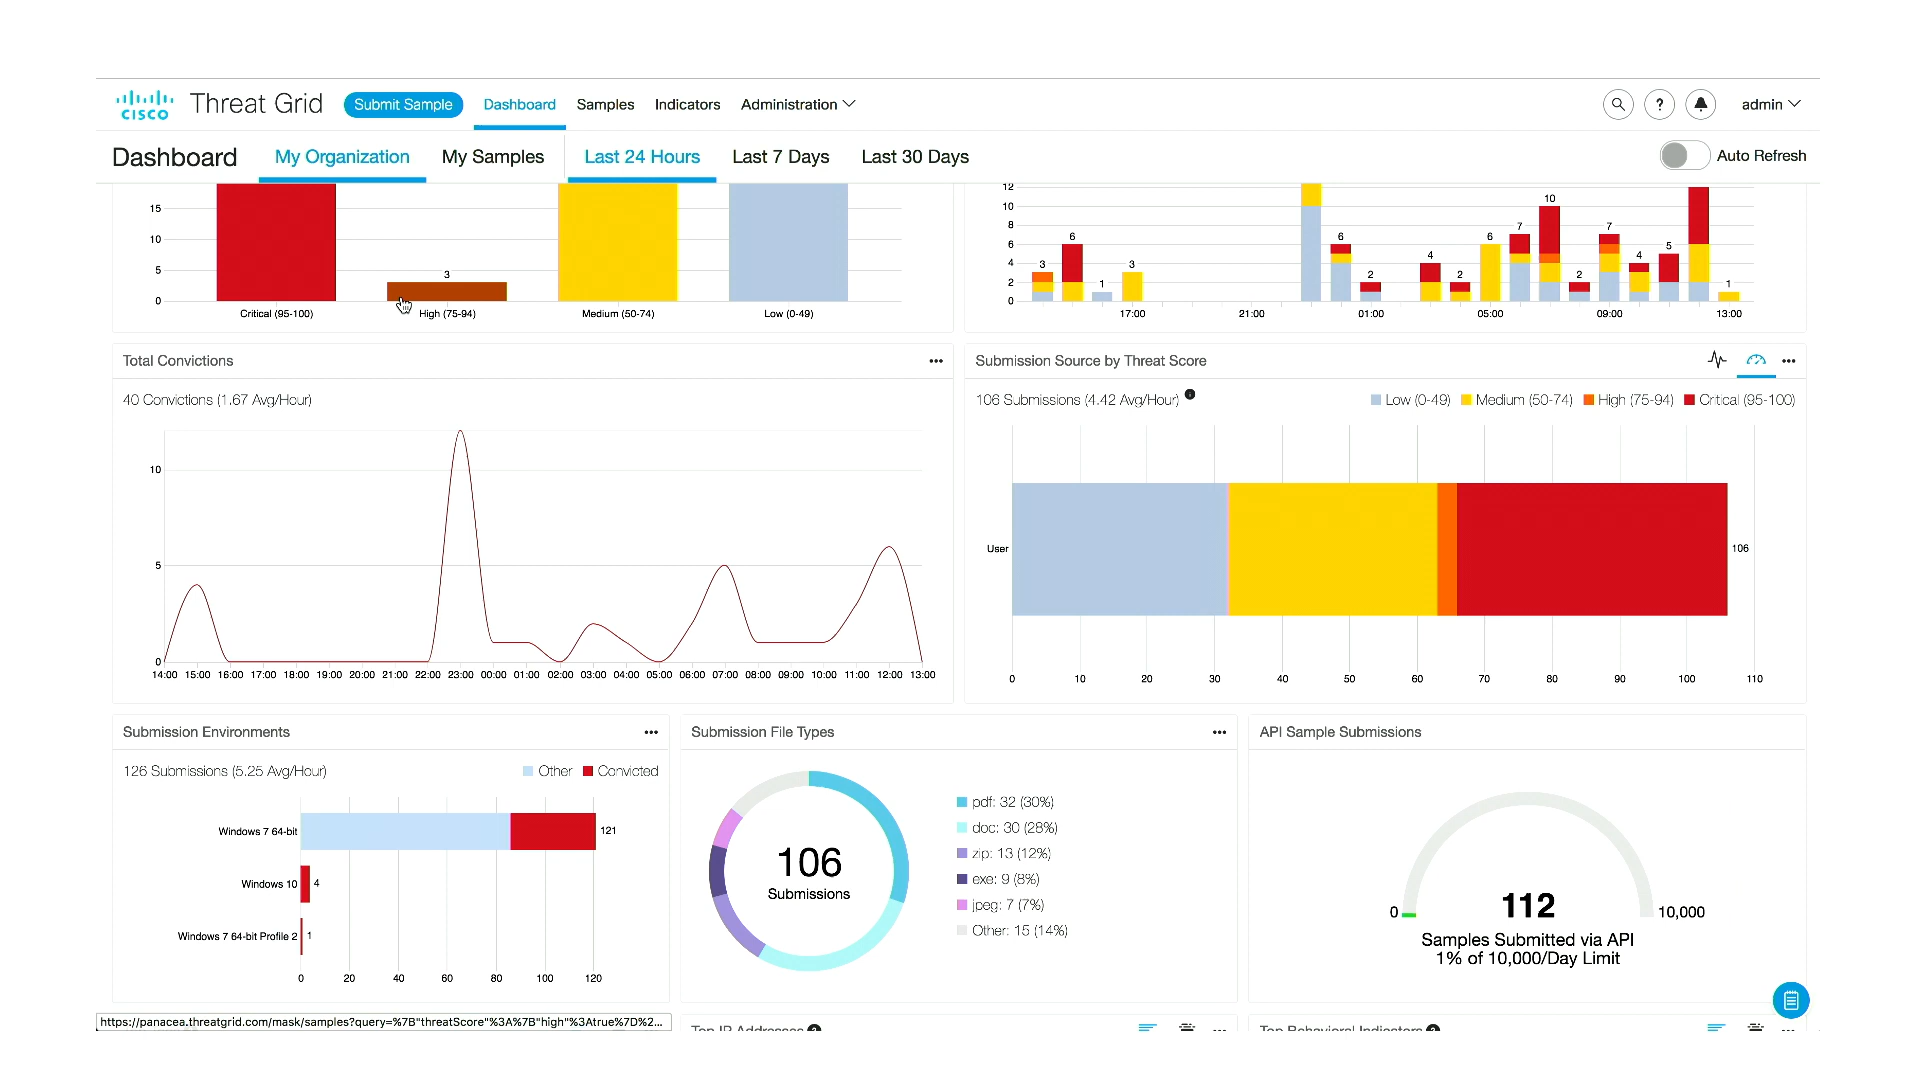 CISCO Threat Grid Submit Sample Dashboard Samples Indicators Administration ? admin
Dashboard My Organization My Samples Last 24 Hours Last 7 Days Last 30 Days Auto Refresh
15
10
5
0
3
Critical (95-100) High (75-94) Medium (50-74) Low (0-49)
12
10
8
6
4
2
0
3 6 1 3 6 2 4 2 6 7 10 2 7 4 5 1
17:00 21:00 01:00 05:00 09:00 13:00
Total Convictions
40 Convictions (1.67 Avg/Hour)
10
5
0
14:00 15:00 16:00 17:00 18:00 19:00 20:00 21:00 22:00 23:00 00:00 01:00 02:00 03:00 04:00 05:00 06:00 07:00 08:00 09:00 10:00 11:00 12:00 13:00
Submission Source by Threat Score
106 Submissions (4.42 Avg/Hour) Low (0-49) Medium (50-74) High (75-94) Critical (95-100)
User 106
0 10 20 30 40 50 60 70 80 90 100 110
Submission Environments
126 Submissions (5.25 Avg/Hour) Other Convicted
Windows 7 64-bit 121
Windows 10 4
Windows 7 64-bit Profile 2 1
0 20 40 60 80 100 120
Submission File Types
106
Submissions
pdf: 32 (30%)
doc: 30 (28%)
zip: 13 (12%)
exe: 9 (8%)
jpeg: 7 (7%)
Other: 15 (14%)
API Sample Submissions
0 112 10,000
Samples Submitted via API
1% of 10,000/Day Limit
https://panacea.threatgrid.com/mask/samples?query=%7B"threatScore"%3A%7B"high"%3Atrue%7D%2...
Top IP Addresses
Top Behavioral Indicators